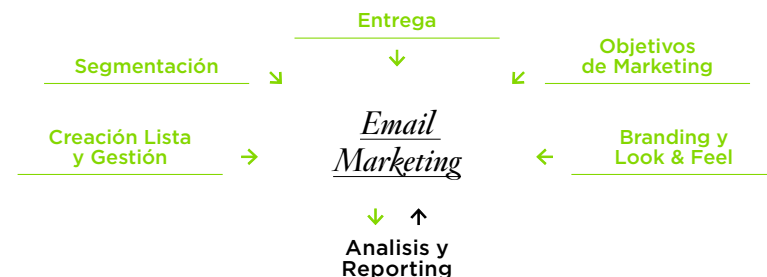 Entrega
Segmentación
Objetivos
de Marketing
Email
Marketing
Creación Lista
y Gestión
Branding y
Look & Feel
Analisis y
Reporting